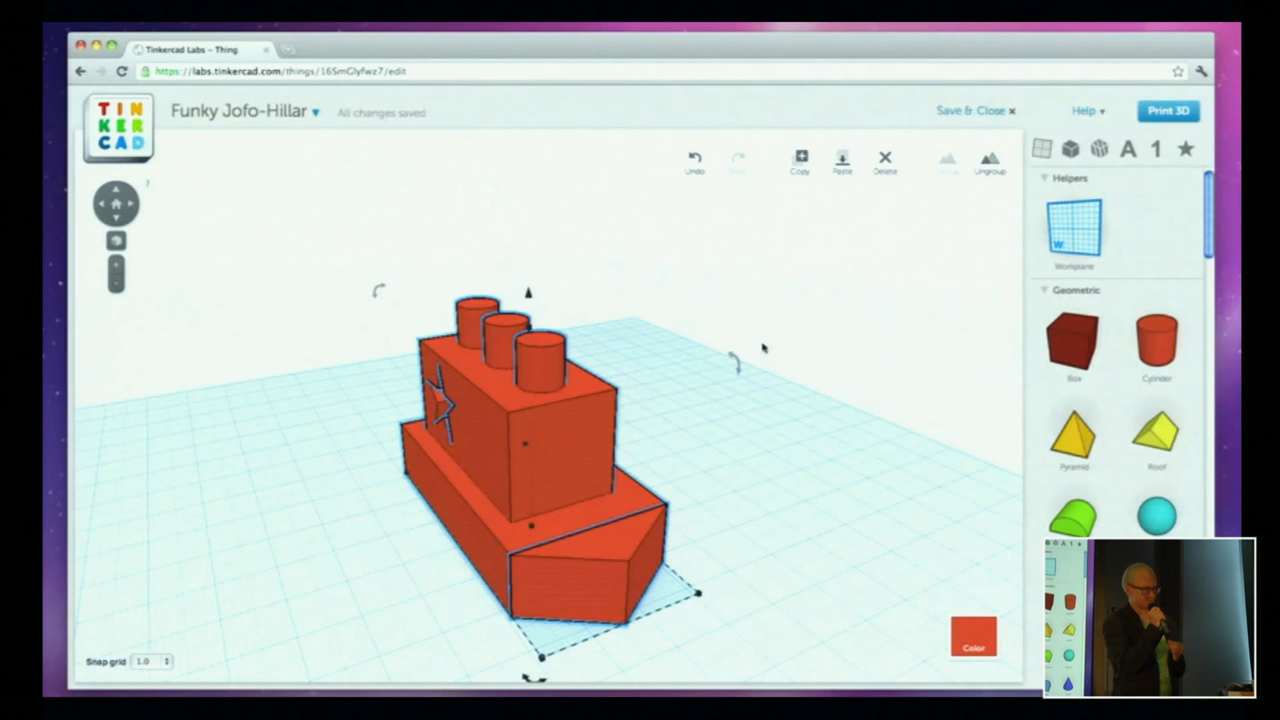 Tinkercad Labs – Thing
https://labs.tinkercad.com/things/16SmGlyfwz7/edit
TIN
KER
CAD
Funky Jofo-Hillar
All changes saved
Save & Close ×
Help
Print 3D
?
Undo
Copy
Paste
Delete
Ungroup
A 1
Helpers
W
Workplane
Geometric
Box
Cylinder
Pyramid
Roof
Color
Snap grid 1.0